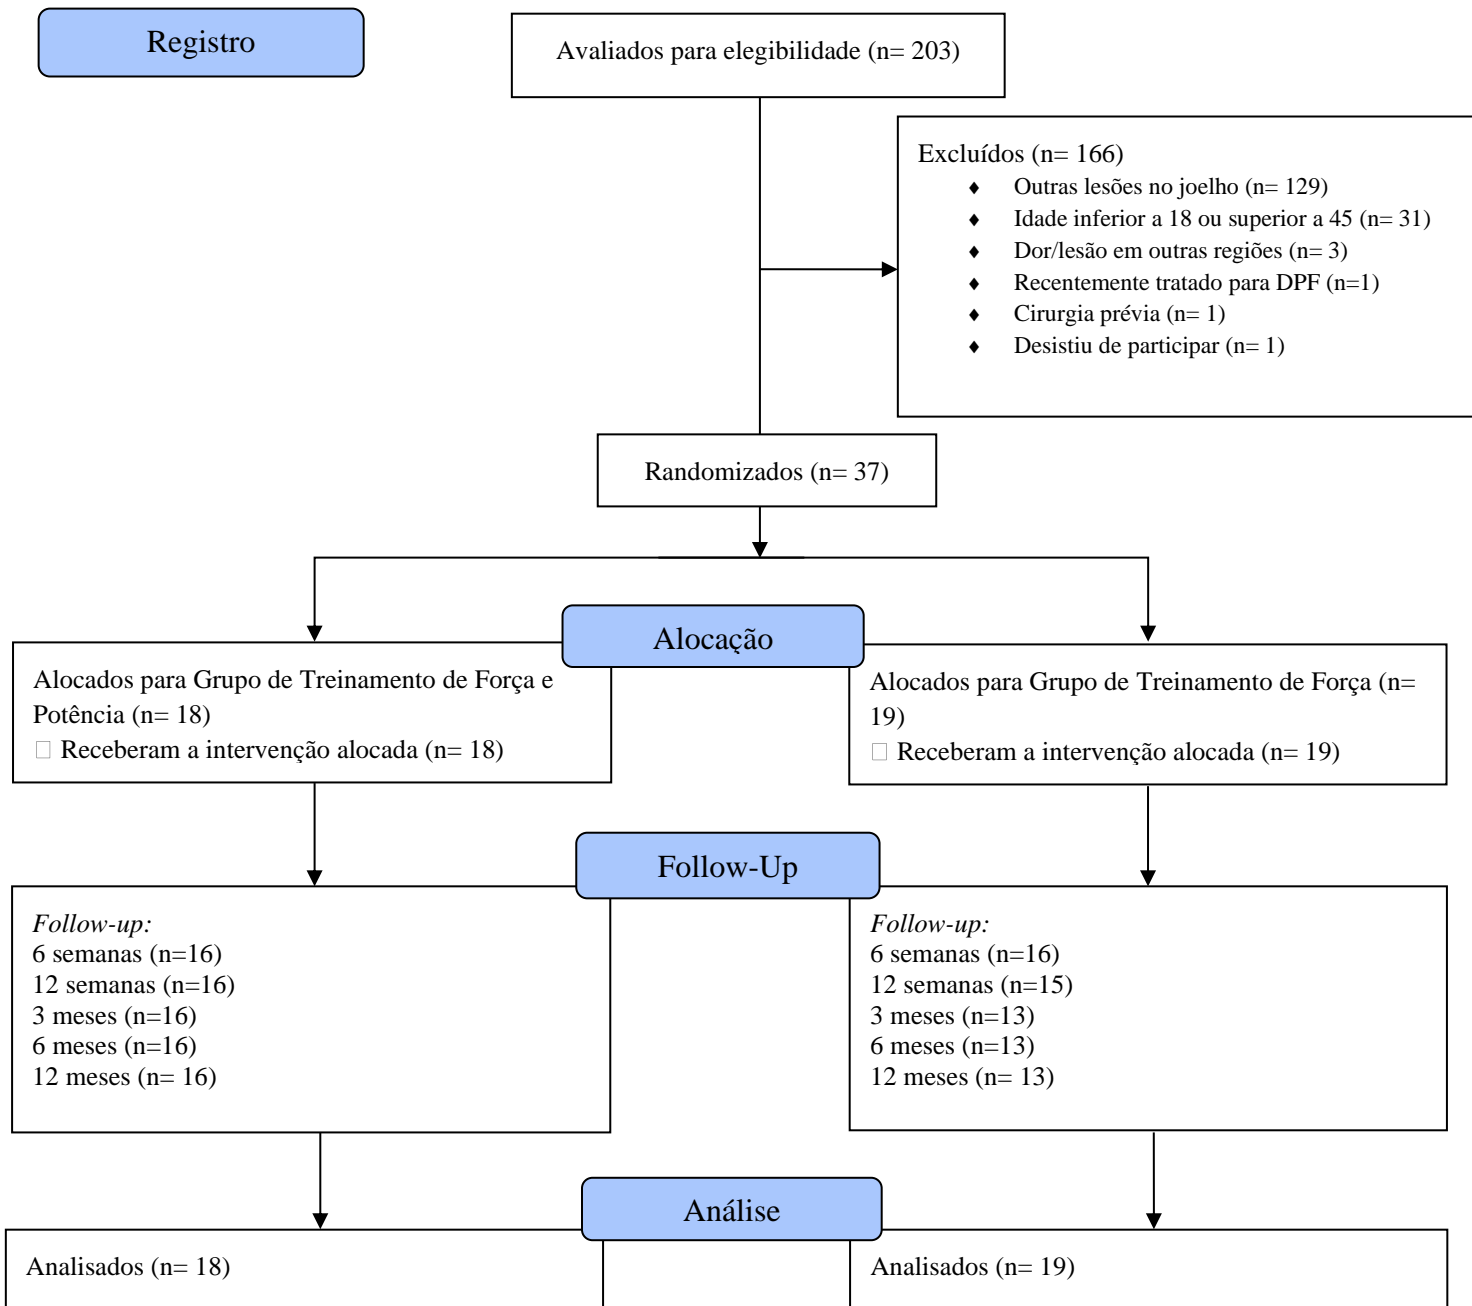 Registro
Avaliados para elegibilidade (n= 203)
Excluídos (n= 166)
♦ Outras lesões no joelho (n= 129)
♦ Idade inferior a 18 ou superior a 45 (n= 31)
♦ Dor/lesão em outras regiões (n= 3)
♦ Recentemente tratado para DPF (n=1)
♦ Cirurgia prévia (n= 1)
♦ Desistiu de participar (n= 1)
Randomizados (n= 37)
Alocação
Alocados para Grupo de Treinamento de Força e
Potência (n= 18)
□ Receberam a intervenção alocada (n= 18)
Alocados para Grupo de Treinamento de Força (n=
19)
□ Receberam a intervenção alocada (n= 19)
Follow-Up
Follow-up:
6 semanas (n=16)
12 semanas (n=16)
3 meses (n=16)
6 meses (n=16)
12 meses (n= 16)
Follow-up:
6 semanas (n=16)
12 semanas (n=15)
3 meses (n=13)
6 meses (n=13)
12 meses (n= 13)
Análise
Analisados (n= 18)
Analisados (n= 19)